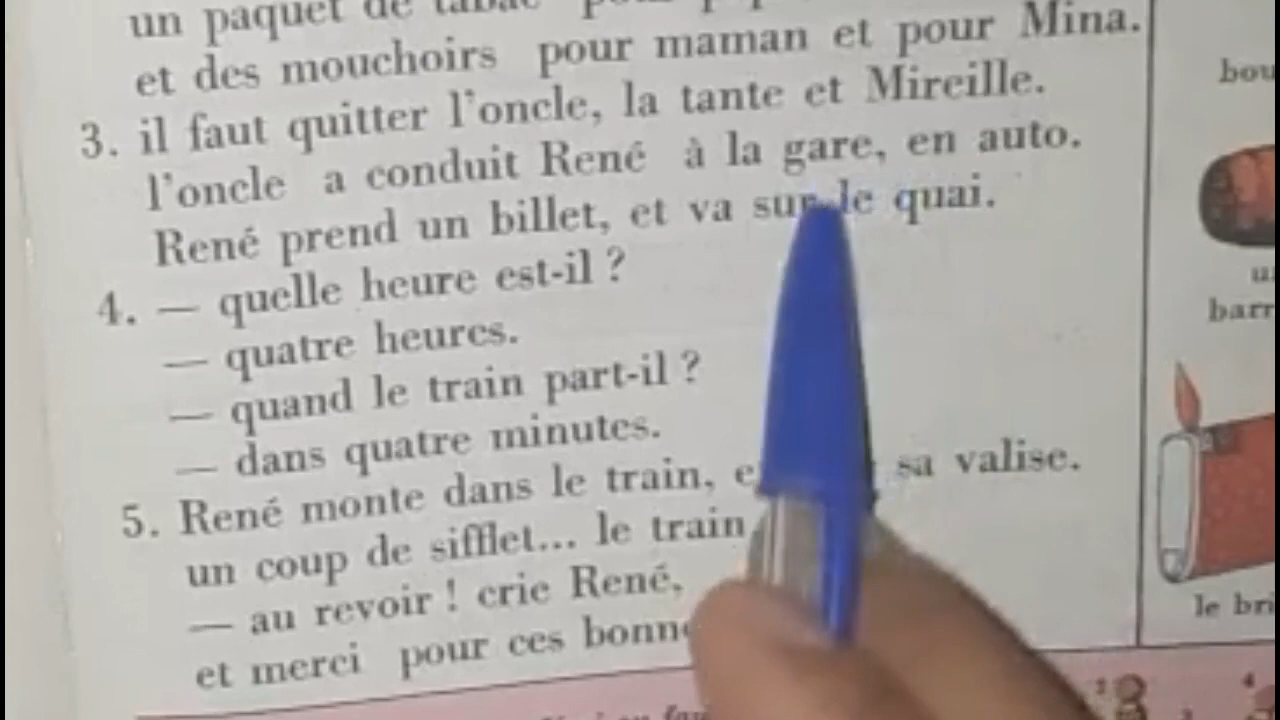 un paquet de tabac
et des mouchoirs pour maman et pour Mina.
3. il faut quitter l'oncle, la tante et Mireille.
l'oncle a conduit René à la gare, en auto.
René prend un billet, et va sur le quai.
4. — quelle heure est-il ?
— quatre heures.
— quand le train part-il ?
— dans quatre minutes.
5. René monte dans le train, sa valise.
un coup de sifflet... le train
— au revoir ! crie René,
et merci pour ces
le